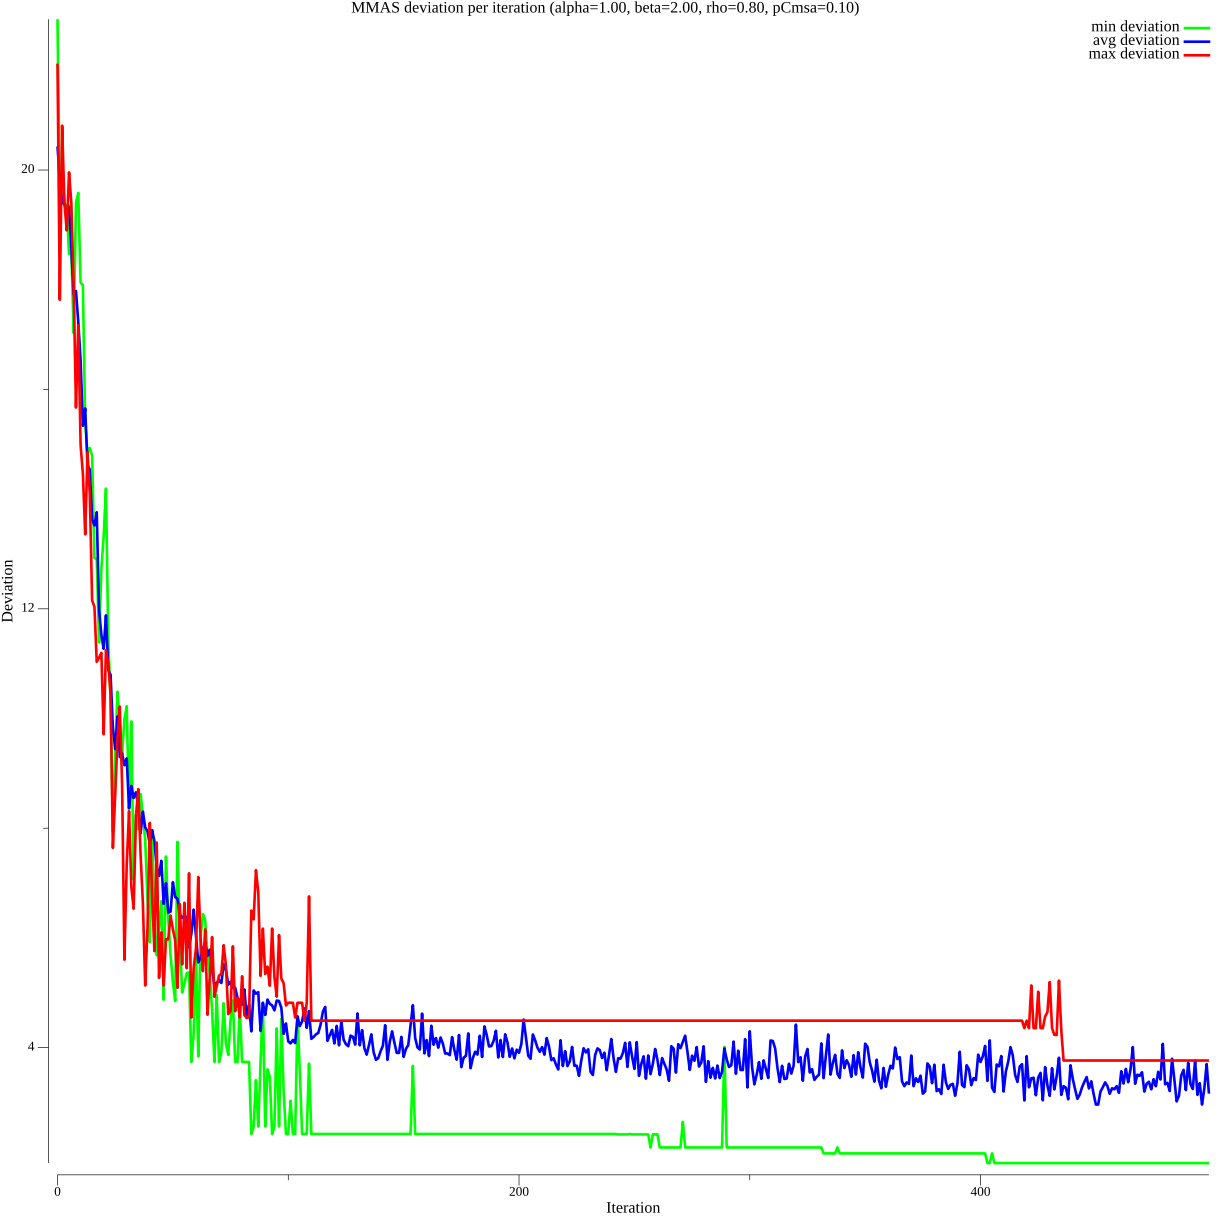 MMAS deviation per iteration (alpha=1.00, beta=2.00, rho=0.80, pCmsa=0.10)
min deviation
avg deviation
max deviation
20
12
4
Deviation
0
200
400
Iteration